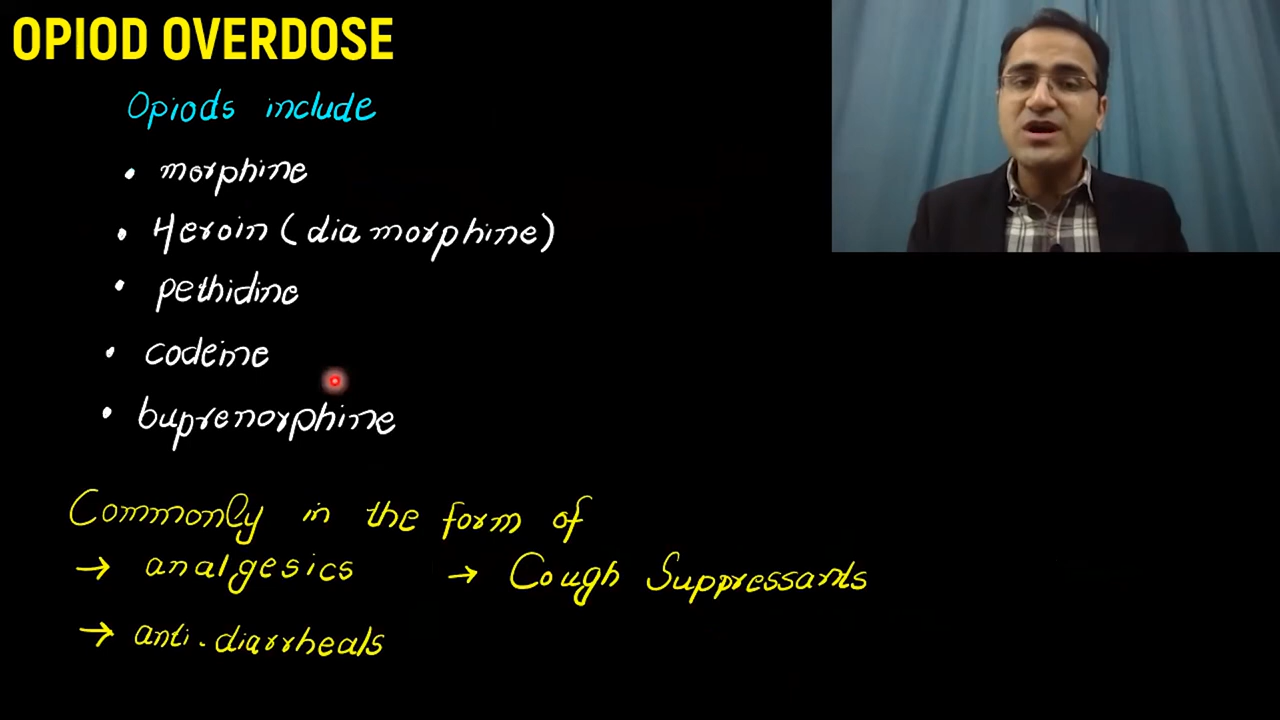 OPIOD OVERDOSE
Opiods include
• morphine
• Heroin (diamorphine)
• pethidine
• codeine
• buprenorphine
Commonly in the form of
→ analgesics → Cough Suppressants
→ anti-diarrheals